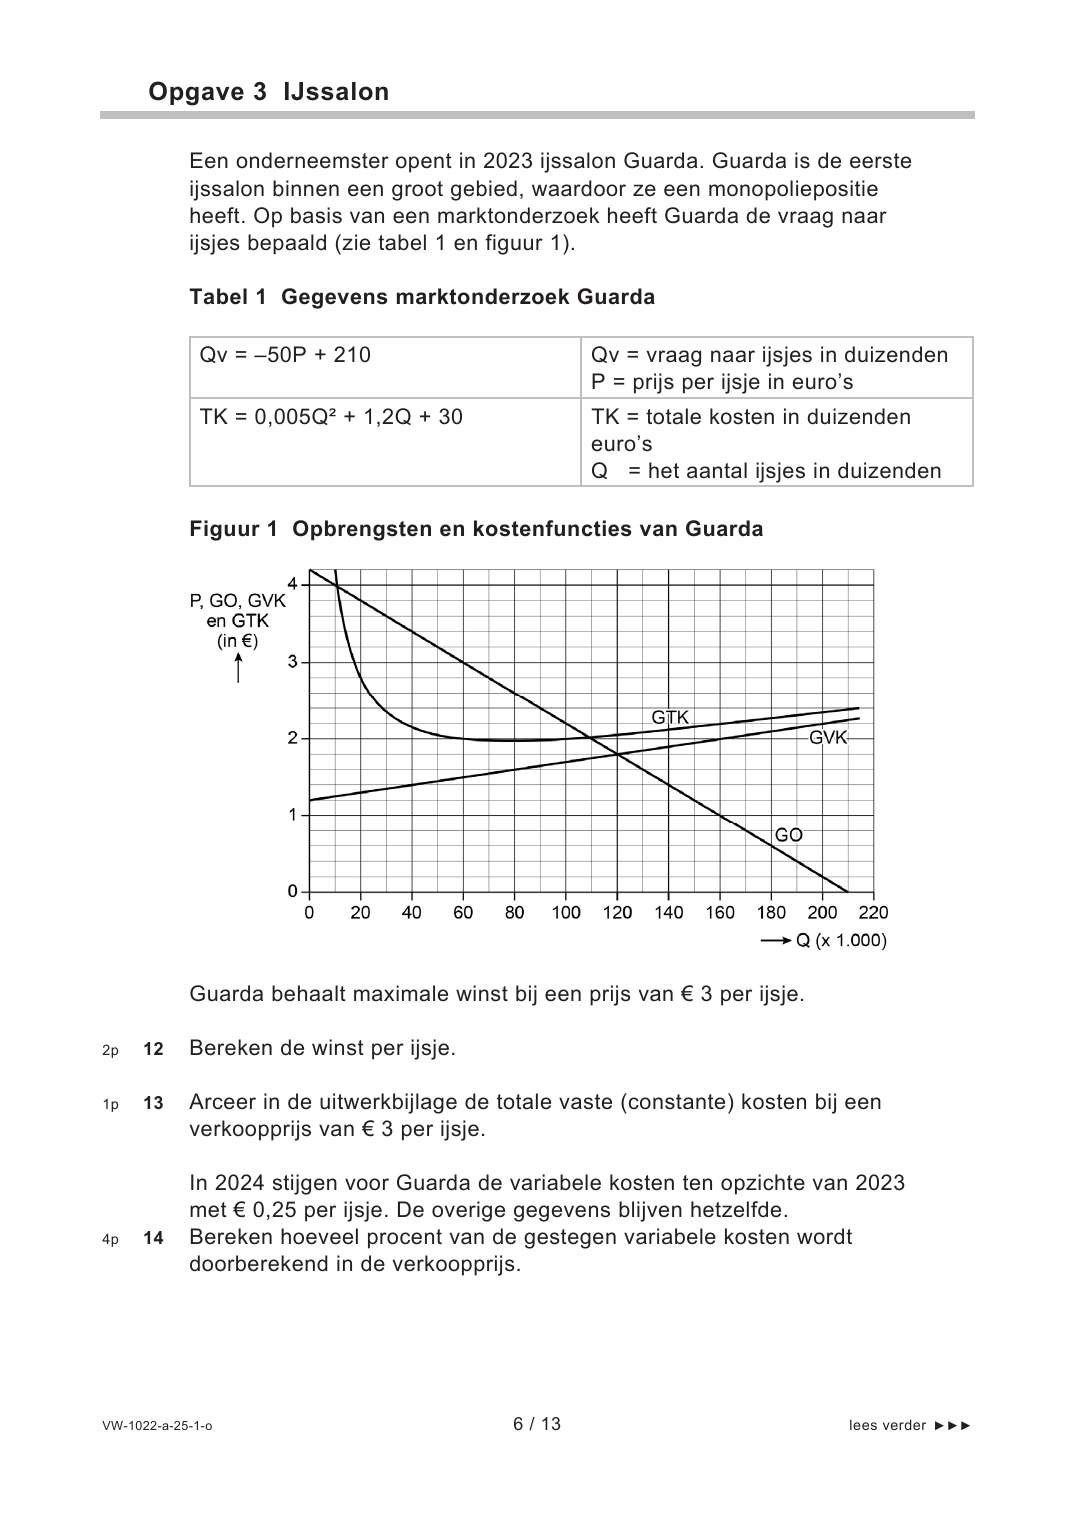 Opgave 3 IJssalon
Een onderneemster opent in 2023 ijssalon Guarda. Guarda is de eerste
ijssalon binnen een groot gebied, waardoor ze een monopoliepositie
heeft. Op basis van een marktonderzoek heeft Guarda de vraag naar
ijsjes bepaald (zie tabel 1 en figuur 1).
Tabel 1 Gegevens marktonderzoek Guarda
Qv = –50P + 210
Qv = vraag naar ijsjes in duizenden
P = prijs per ijsje in euro’s
TK = 0,005Q² + 1,2Q + 30
TK = totale kosten in duizenden
euro’s
Q = het aantal ijsjes in duizenden
Figuur 1 Opbrengsten en kostenfuncties van Guarda
P, GO, GVK
en GTK
(in €)
4
3
2
1
0
GTK
GVK
GO
0 20 40 60 80 100 120 140 160 180 200 220
Q (x 1.000)
Guarda behaalt maximale winst bij een prijs van € 3 per ijsje.
2p 12 Bereken de winst per ijsje.
1p 13 Arceer in de uitwerkbijlage de totale vaste (constante) kosten bij een
verkoopprijs van € 3 per ijsje.
In 2024 stijgen voor Guarda de variabele kosten ten opzichte van 2023
met € 0,25 per ijsje. De overige gegevens blijven hetzelfde.
4p 14 Bereken hoeveel procent van de gestegen variabele kosten wordt
doorberekend in de verkoopprijs.
VW-1022-a-25-1-o 6 / 13 lees verder ►►►